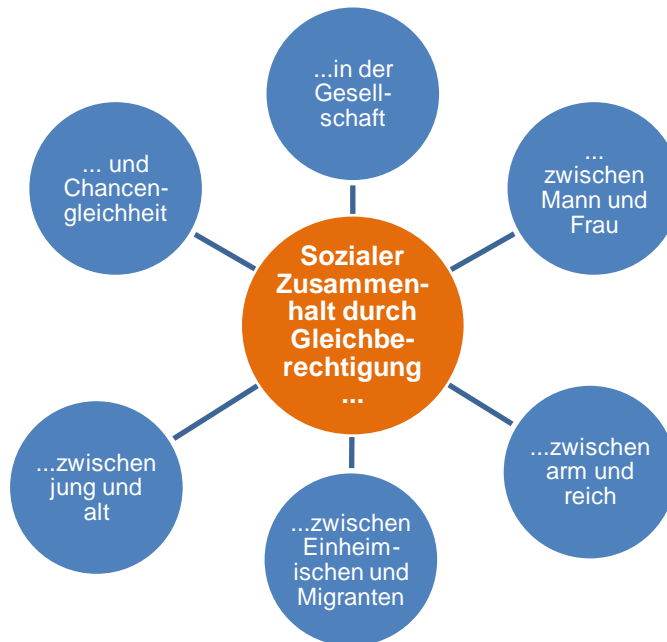 ...in der
Gesell-
schaft
...
zwischen
Mann und
Frau
...zwischen
arm und
reich
...zwischen
Einheim-
ischen und
Migranten
...zwischen
jung und
alt
... und
Chancen-
gleichheit
Sozialer
Zusammen-
halt durch
Gleichbe-
rechtigung
...